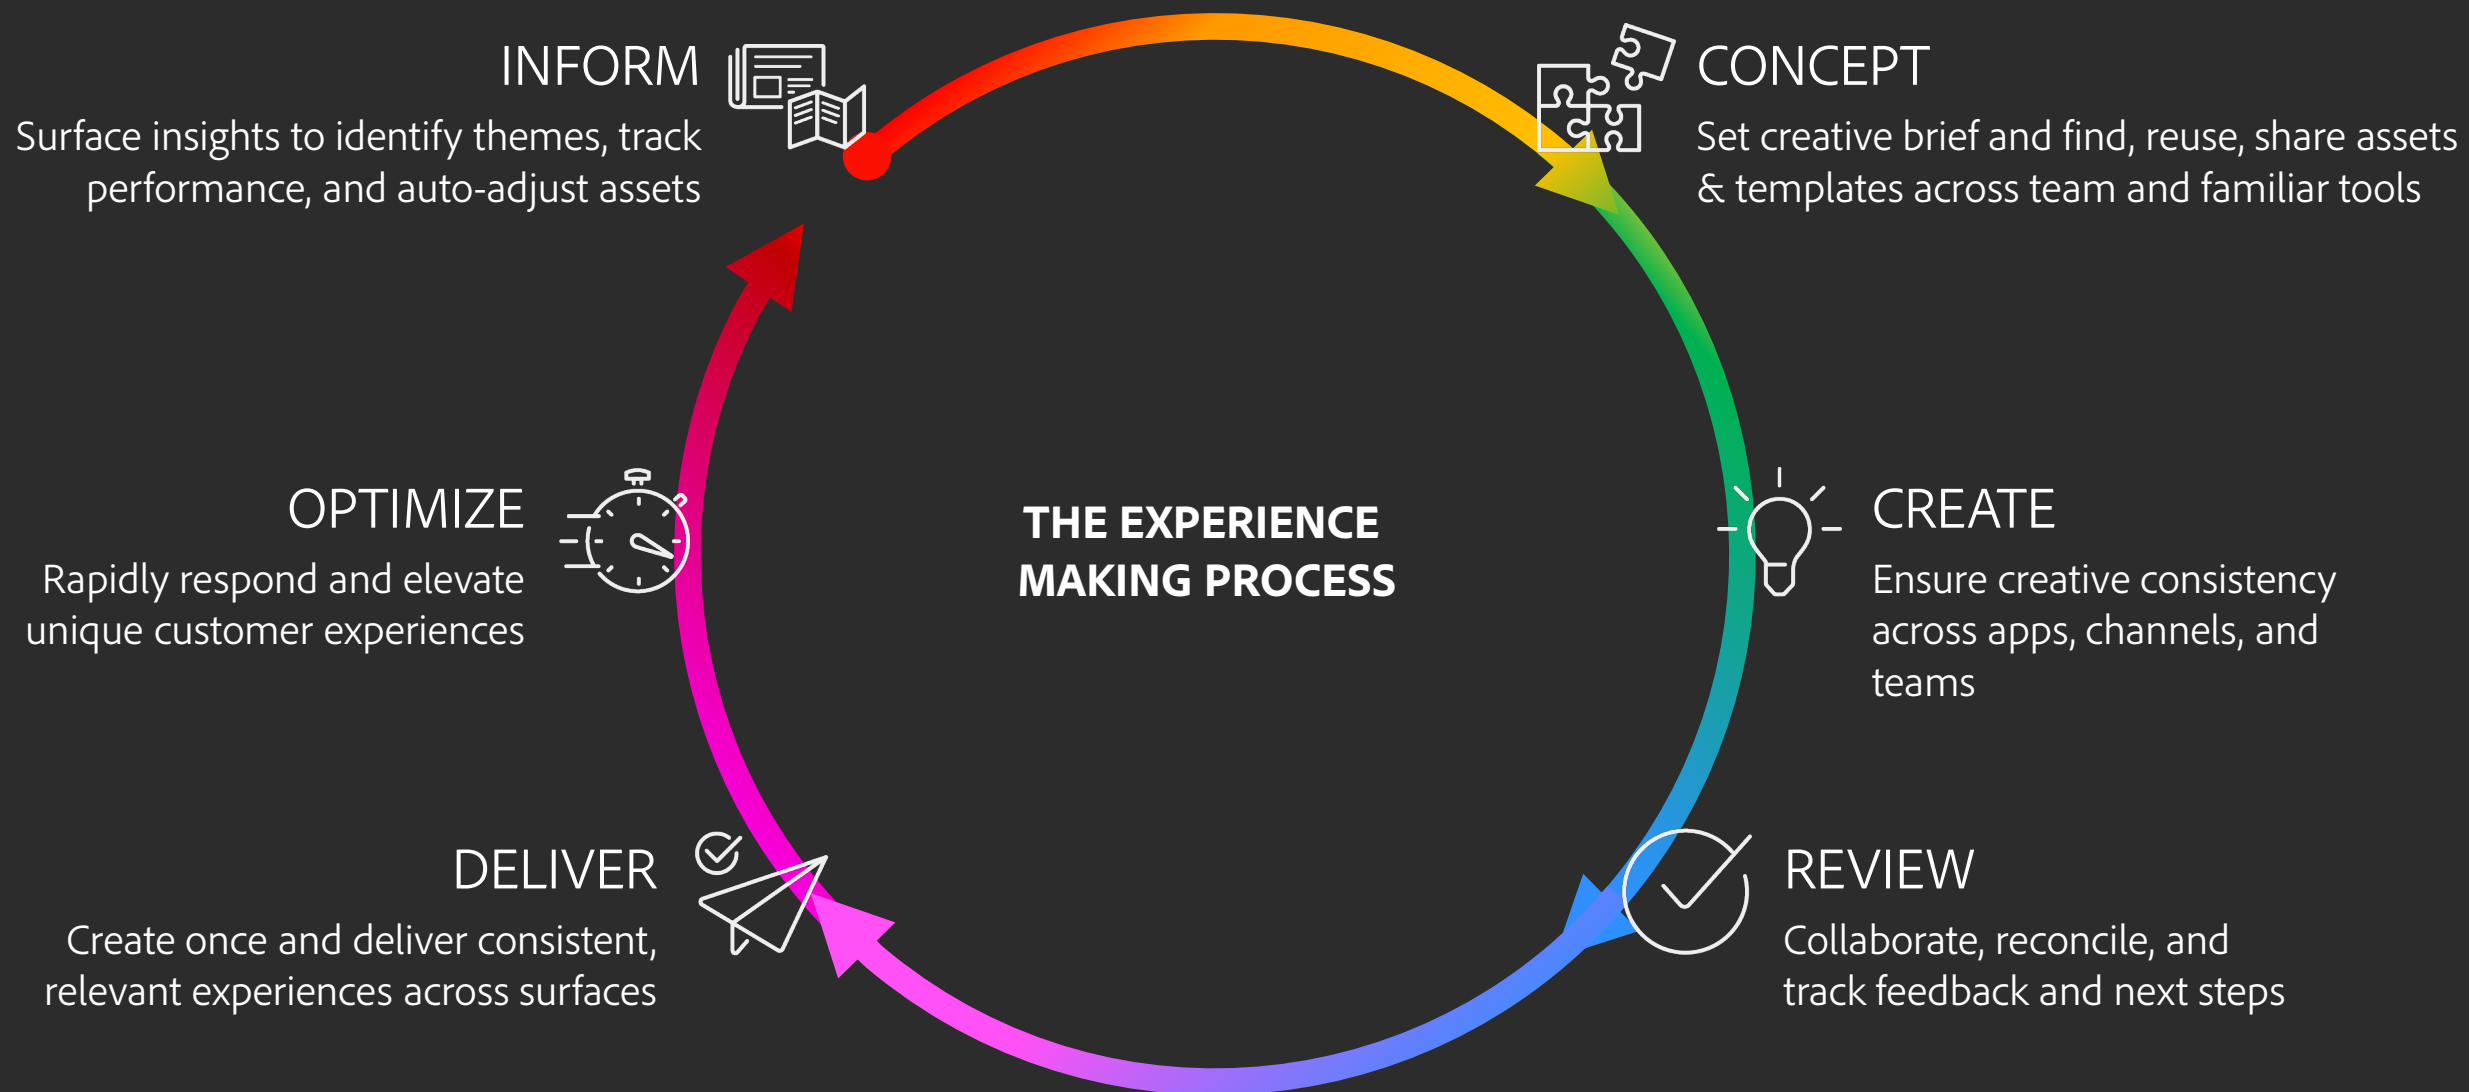 INFORM
Surface insights to identify themes, track
performance, and auto-adjust assets
CONCEPT
Set creative brief and find, reuse, share assets
& templates across team and familiar tools
OPTIMIZE
Rapidly respond and elevate
unique customer experiences
THE EXPERIENCE
MAKING PROCESS
CREATE
Ensure creative consistency
across apps, channels, and
teams
DELIVER
Create once and deliver consistent,
relevant experiences across surfaces
REVIEW
Collaborate, reconcile, and
track feedback and next steps